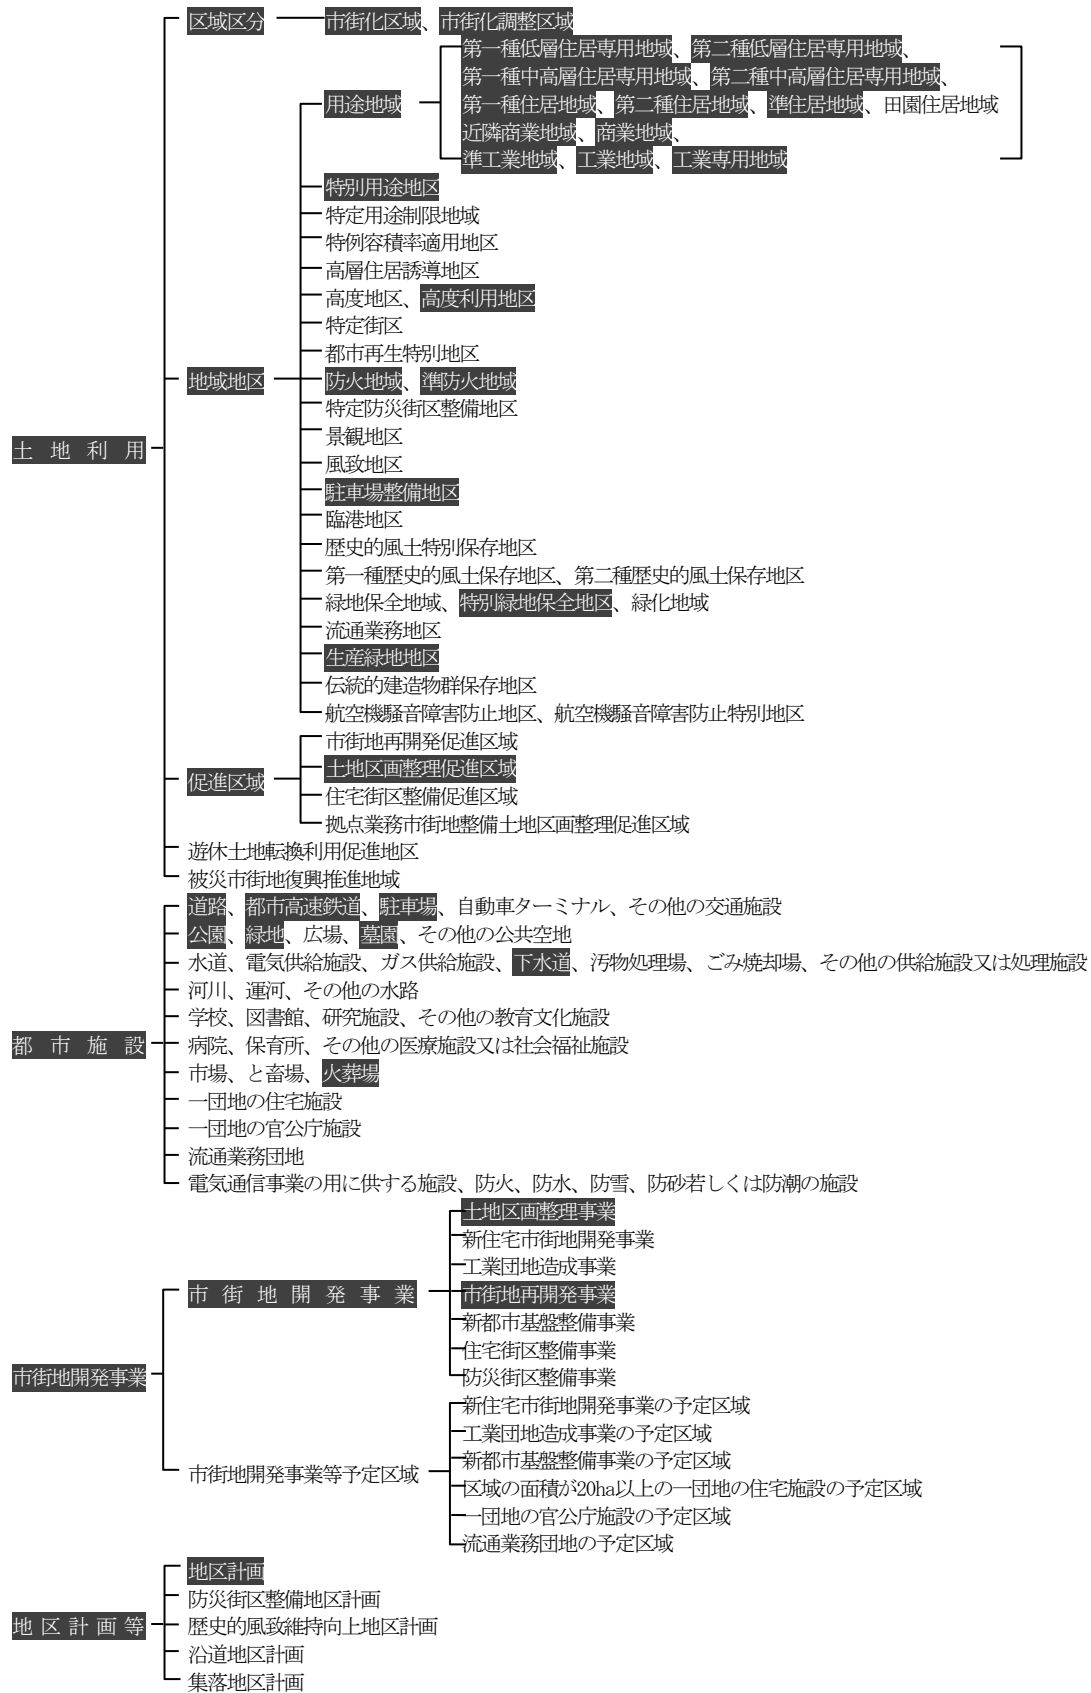 区域区分 市街化区域、市街化調整区域
第一種低層住居専用地域、第二種低層住居専用地域、
第一種中高層住居専用地域、第二種中高層住居専用地域、
用途地域 第一種住居地域、第二種住居地域、準住居地域、田園住居地域
近隣商業地域、商業地域、
準工業地域、工業地域、工業専用地域
特別用途地区
特定用途制限地域
特例容積率適用地区
高層住居誘導地区
高度地区、高度利用地区
特定街区
都市再生特別地区
地域地区 防火地域、準防火地域
特定防災街区整備地区
景観地区
土地利用
風致地区
駐車場整備地区
臨港地区
歴史的風土特別保存地区
第一種歴史的風土保存地区、第二種歴史的風土保存地区
緑地保全地域、特別緑地保全地区、緑化地域
流通業務地区
生産緑地地区
伝統的建造物群保存地区
航空機騒音障害防止地区、航空機騒音障害防止特別地区
市街地再開発促進区域
土地区画整理促進区域
促進区域
住宅街区整備促進区域
拠点業務市街地整備土地区画整理促進区域
遊休土地転換利用促進地区
被災市街地復興推進地域
道路、都市高速鉄道、駐車場、自動車ターミナル、その他の交通施設
公園、緑地、広場、墓園、その他の公共空地
水道、電気供給施設、ガス供給施設、下水道、汚物処理場、ごみ焼却場、その他の供給施設又は処理施設
河川、運河、その他の水路
学校、図書館、研究施設、その他の教育文化施設
都市施設 病院、保育所、その他の医療施設又は社会福祉施設
市場、と畜場、火葬場
一団地の住宅施設
一団地の官公庁施設
流通業務団地
電気通信事業の用に供する施設、防火、防水、防雪、防砂若しくは防潮の施設
土地区画整理事業
新住宅市街地開発事業
工業団地造成事業
市街地開発事業 市街地再開発事業
新都市基盤整備事業
住宅街区整備事業
市街地開発事業 防災街区整備事業
新住宅市街地開発事業の予定区域
工業団地造成事業の予定区域
新都市基盤整備事業の予定区域
市街地開発事業等予定区域
区域の面積が20ha以上の一団地の住宅施設の予定区域
一団地の官公庁施設の予定区域
流通業務団地の予定区域
地区計画
防災街区整備地区計画
地区計画等 歴史的風致維持向上地区計画
沿道地区計画
集落地区計画